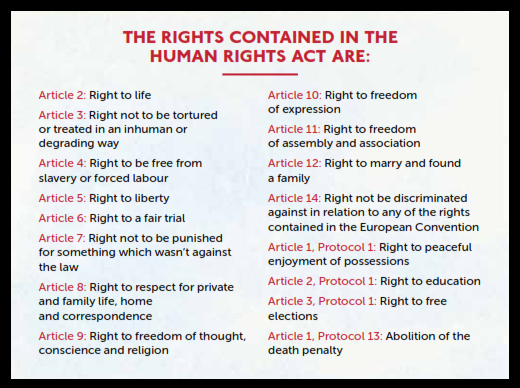 THE RIGHTS CONTAINED IN THE
HUMAN RIGHTS ACT ARE:
Article 2: Right to life
Article 3: Right not to be tortured
or treated in an inhuman or
degrading way
Article 4: Right to be free from
slavery or forced labour
Article 5: Right to liberty
Article 6: Right to a fair trial
Article 7: Right not to be punished
for something which wasn't against
the law
Article 8: Right to respect for private
and family life, home
and correspondence
Article 9: Right to freedom of thought,
conscience and religion
Article 10: Right to freedom
of expression
Article 11: Right to freedom
of assembly and association
Article 12: Right to marry and found
a family
Article 14: Right not be discriminated
against in relation to any of the rights
contained in the European Convention
Article 1, Protocol 1: Right to peaceful
enjoyment of possessions
Article 2, Protocol 1: Right to education
Article 3, Protocol 1: Right to free
elections
Article 1, Protocol 13: Abolition of the
death penalty